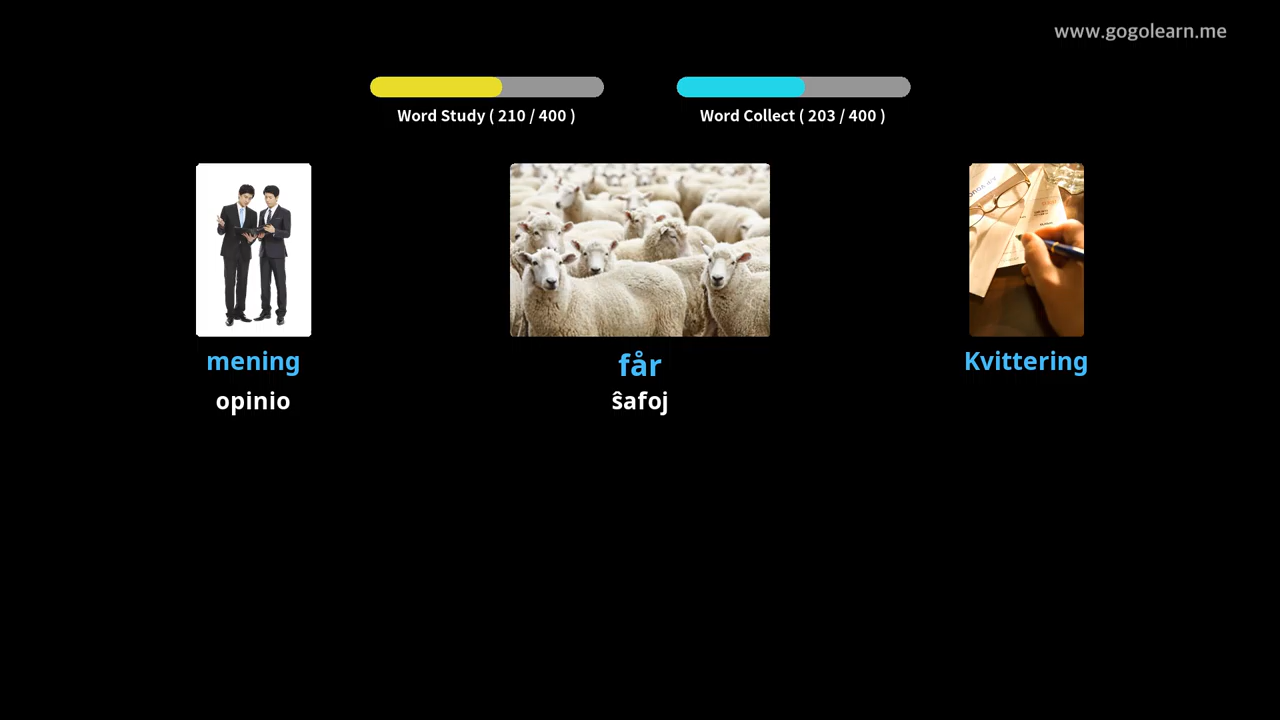 www.gogolearn.me
Word Study ( 210 / 400 )
Word Collect ( 203 / 400 )
mening
får
Kvittering
opinio
ŝafoj